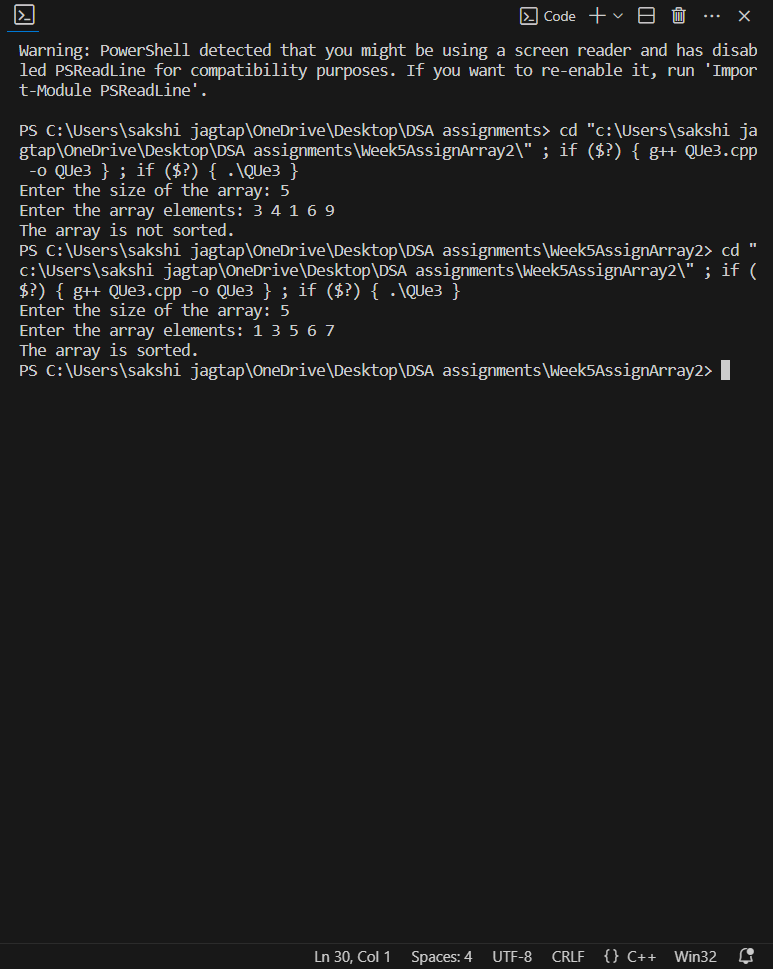 Code
Warning: PowerShell detected that you might be using a screen reader and has disab
led PSReadLine for compatibility purposes. If you want to re-enable it, run 'Impor
t-Module PSReadLine'.
PS C:\Users\sakshi jagtap\OneDrive\Desktop\DSA assignments> cd "c:\Users\sakshi ja
gtap\OneDrive\Desktop\DSA assignments\Week5AssignArray2\" ; if ($?) { g++ QUe3.cpp
 -o QUe3 } ; if ($?) { .\QUe3 }
Enter the size of the array: 5
Enter the array elements: 3 4 1 6 9
The array is not sorted.
PS C:\Users\sakshi jagtap\OneDrive\Desktop\DSA assignments\Week5AssignArray2> cd "
c:\Users\sakshi jagtap\OneDrive\Desktop\DSA assignments\Week5AssignArray2\" ; if (
$?) { g++ QUe3.cpp -o QUe3 } ; if ($?) { .\QUe3 }
Enter the size of the array: 5
Enter the array elements: 1 3 5 6 7
The array is sorted.
PS C:\Users\sakshi jagtap\OneDrive\Desktop\DSA assignments\Week5AssignArray2>
Ln 30, Col 1 Spaces: 4 UTF-8 CRLF {} C++ Win32